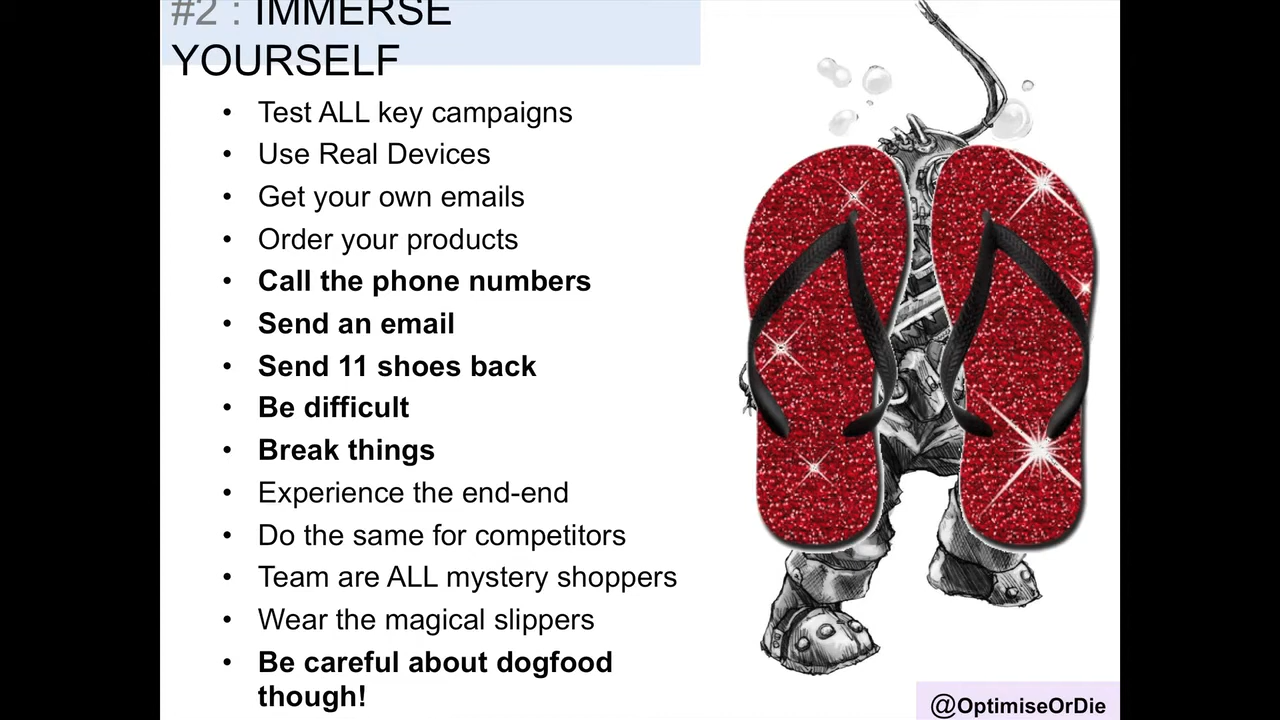 #2 : IMMERSE
YOURSELF
• Test ALL key campaigns
• Use Real Devices
• Get your own emails
• Order your products
• Call the phone numbers
• Send an email
• Send 11 shoes back
• Be difficult
• Break things
• Experience the end-end
• Do the same for competitors
• Team are ALL mystery shoppers
• Wear the magical slippers
• Be careful about dogfood
though!
@OptimiseOrDie